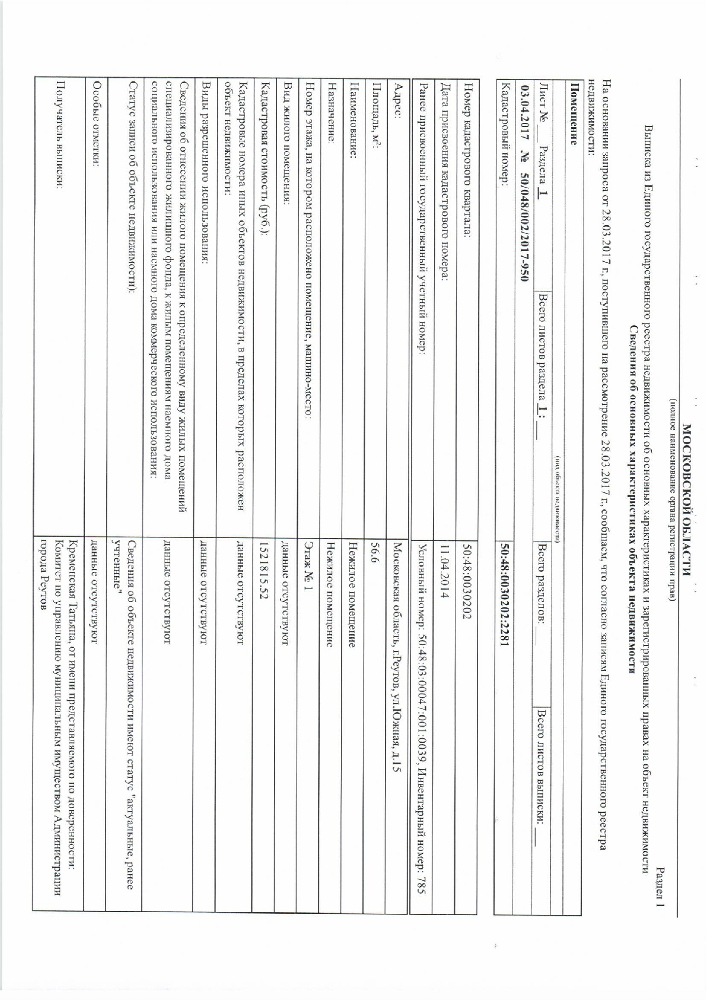 МОСКОВСКОЙ ОБЛАСТИ
(полное наименование органа регистрации прав)
Раздел 1
Выписка из Единого государственного реестра недвижимости об основных характеристиках и зарегистрированных правах на объект недвижимости
Сведения об основных характеристиках объекта недвижимости
На основании запроса от 28.03.2017 г., поступившего на рассмотрение 28.03.2017 г., сообщаем, что согласно записям Единого государственного реестра
недвижимости:
Помещение
(вид объекта недвижимости)
Лист № ___ Раздела 1 Всего листов раздела 1: ___ Всего разделов: ___ Всего листов выписки: ___
03.04.2017 № 50/048/002/2017-950
Кадастровый номер: 50:48:0030202:2281
Номер кадастрового квартала: 50:48:0030202
Дата присвоения кадастрового номера: 11.04.2014
Ранее присвоенный государственный учетный номер: Условный номер: 50:48:03:00047:001:0039, Инвентарный номер: 785
Адрес: Московская область, г.Реутов, ул.Южная, д.15
Площадь, м²: 56.6
Наименование: Нежилое помещение
Назначение: Нежилое помещение
Номер этажа, на котором расположено помещение, машино-место: Этаж № 1
Вид жилого помещения: данные отсутствуют
Кадастровая стоимость (руб.): 1521815.52
Кадастровые номера иных объектов недвижимости, в пределах которых расположен данные отсутствуют
объект недвижимости:
Виды разрешенного использования: данные отсутствуют
Сведения об отнесении жилого помещения к определенному виду жилых помещений
специализированного жилищного фонда, к жилым помещениям наемного дома данные отсутствуют
социального использования или наемного дома коммерческого использования:
Статус записи об объекте недвижимости): Сведения об объекте недвижимости имеют статус "актуальные, ранее
учтенные"
Особые отметки: данные отсутствуют
Получатель выписки: Кременская Татьяна, от имени представляемого по доверенности:
Комитет по управлению муниципальным имуществом Администрации
города Реутов